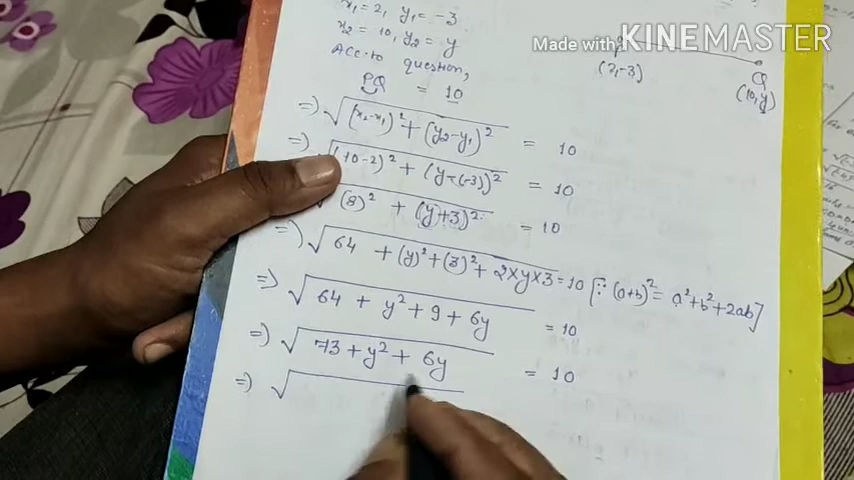 x₁ = 2, y₁ = -3
x₂ = 10, y₂ = y
Acc. to question,
PQ = 10
Made with KINEMASTER
P
(2,-3)
Q
(10,y)
=) √(x₂-x₁)² + (y₂-y₁)² = 10
=) √(10-2)² + (y-(-3))² = 10
(8)² + (y+3)² = 10
=) √64 + (y)² + (3)² + 2×y×3 = 10 [∵ (a+b)² = a²+b²+2ab]
=) √64 + y² + 9 + 6y = 10
=) √73 + y² + 6y = 10
=) √